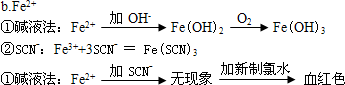 b.Fe²⁺
①碱液法：Fe²⁺ 加 OH⁻ → Fe(OH)₂ O₂ → Fe(OH)₃
②SCN⁻：Fe³⁺+3SCN⁻ ＝ Fe(SCN)₃
①碱液法：Fe²⁺ 加 SCN⁻ → 无现象 加新制氯水 → 血红色